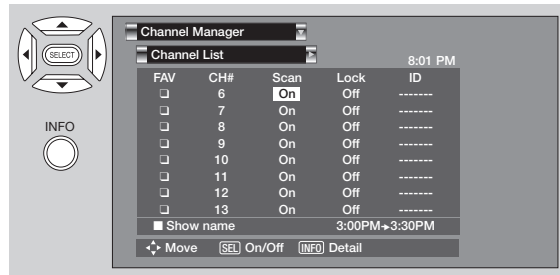 SELECT
INFO
Channel Manager
Channel List
8:01 PM
FAV CH# Scan Lock ID
❏ 6 On Off -------
❏ 7 On Off -------
❏ 8 On Off -------
❏ 9 On Off -------
❏ 10 On Off -------
❏ 11 On Off -------
❏ 12 On Off -------
❏ 13 On Off -------
■ Show name 3:00PM➔3:30PM
Move SEL On/Off INFO Detail